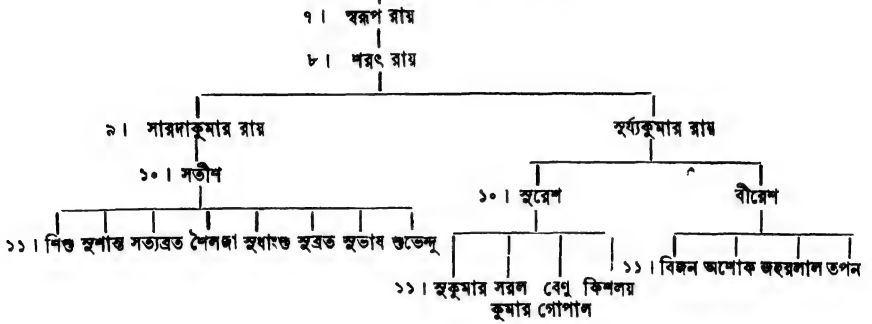 ৭। স্বরূপ রায়
৮। শরৎ রায়
৯। সারদাকুমার রায় সূর্য্যকুমার রায়
১০। সতীশ
১০। সুরেশ বীরেশ
১১। শিশু সুশান্ত সত্যব্রত শৈলজা সুধাংশু সুব্রত সুভাষ শুভেন্দু
১১। বিজন অশোক জহরলাল তপন
১১। সুকুমার সরল বেণু কিশলয়
কুমার গোপাল